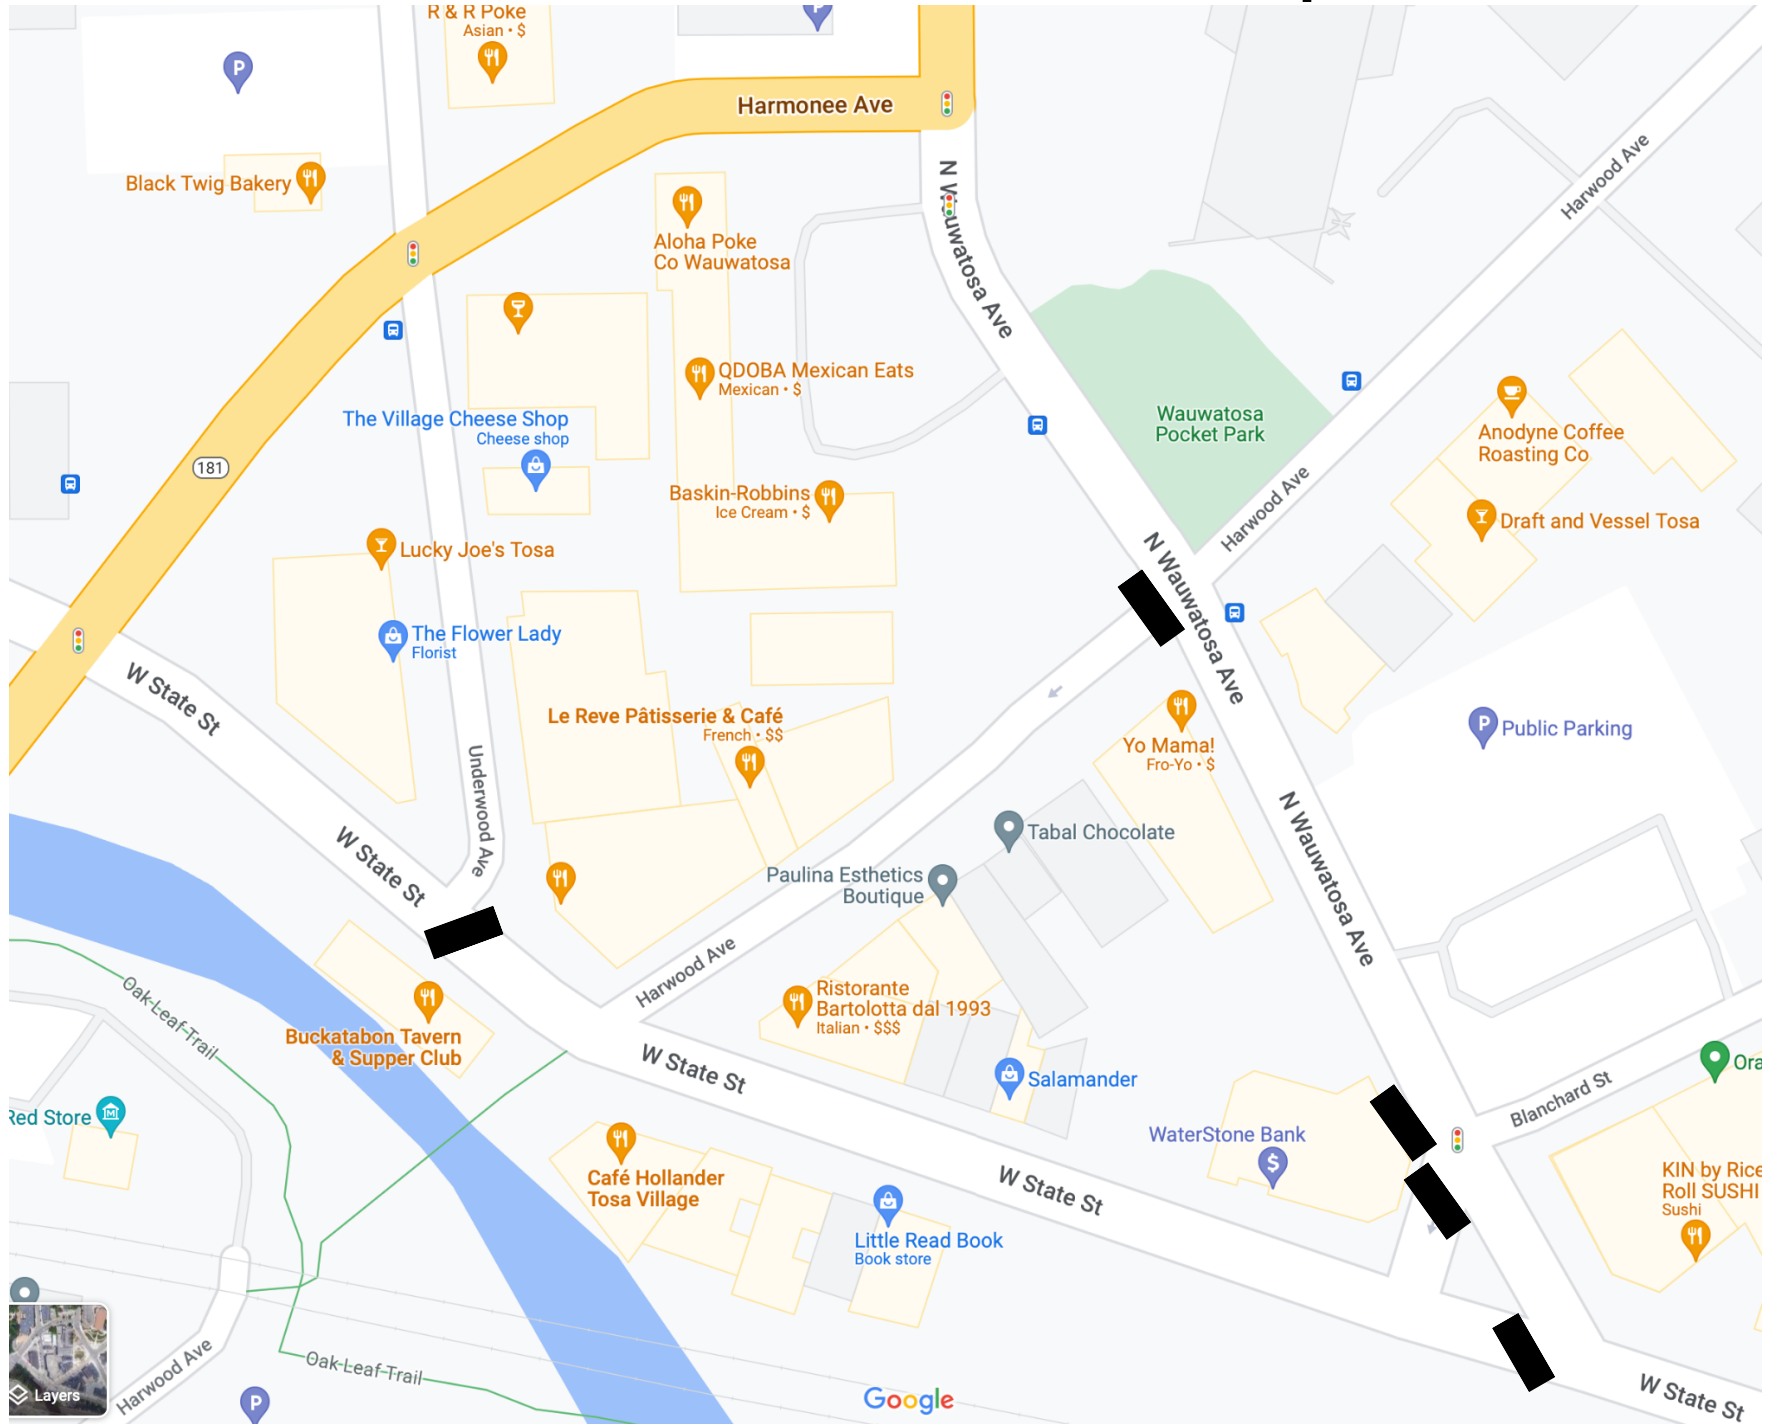 R & R Poke
Asian • $
P
P
Harmonee Ave
Black Twig Bakery
N Wauwatosa Ave
Harwood Ave
Aloha Poke
Co Wauwatosa
QDOBA Mexican Eats
Mexican • $
The Village Cheese Shop
Cheese shop
Wauwatosa
Pocket Park
Anodyne Coffee
Roasting Co
181
Baskin-Robbins
Ice Cream • $
Harwood Ave
Draft and Vessel Tosa
Lucky Joe's Tosa
N Wauwatosa Ave
The Flower Lady
Florist
W State St
Le Reve Pâtisserie & Café
French • $$
Underwood Ave
Yo Mama!
Fro-Yo • $
P
Public Parking
N Wauwatosa Ave
W State St
Tabal Chocolate
Paulina Esthetics
Boutique
Harwood Ave
Oak Leaf Trail
Ristorante
Bartolotta dal 1993
Italian • $$$
Buckatabon Tavern
& Supper Club
W State St
Salamander
Blanchard St
Ora
Red Store
M
WaterStone Bank
$
Café Hollander
Tosa Village
W State St
KIN by Rice
Roll SUSHI
Sushi
Little Read Book
Book store
Harwood Ave
Oak Leaf Trail
Layers
P
Google
W State St